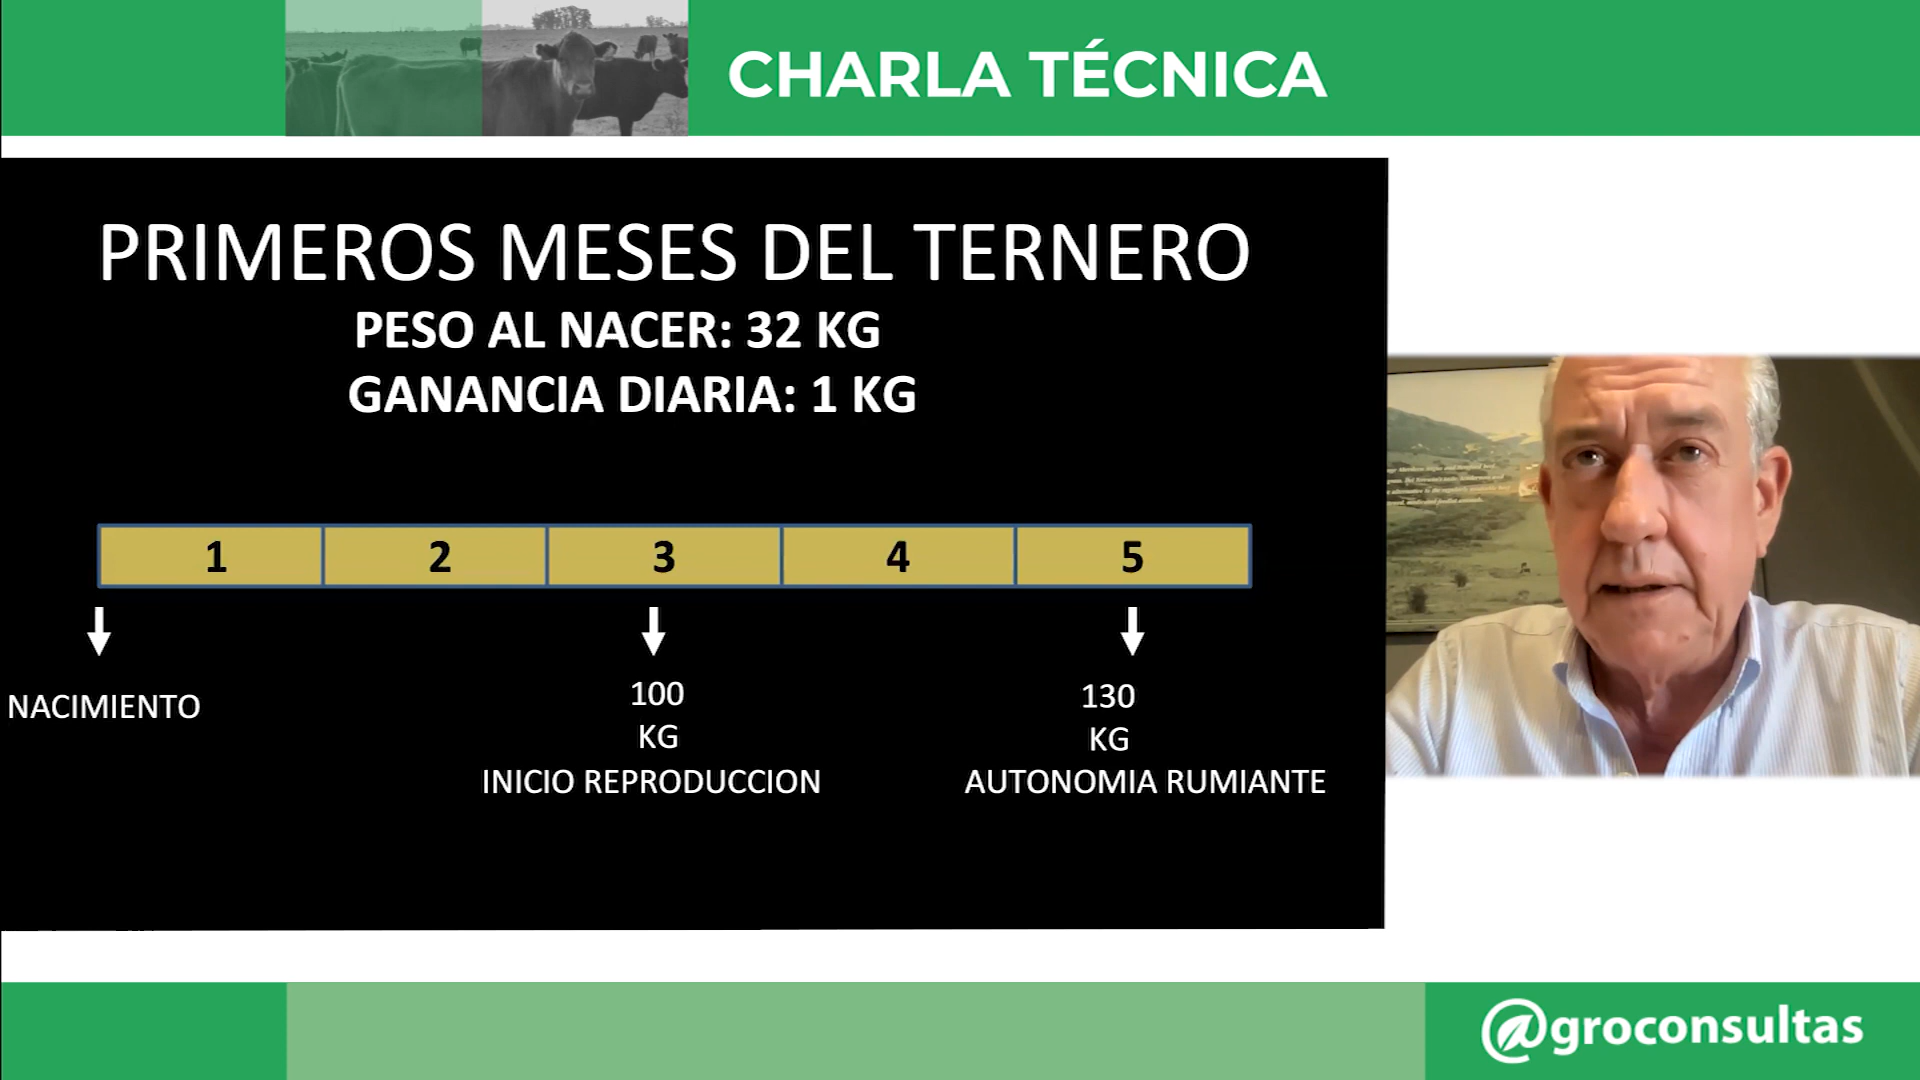 CHARLA TÉCNICA
PRIMEROS MESES DEL TERNERO
PESO AL NACER: 32 KG
GANANCIA DIARIA: 1 KG
1 2 3 4 5
NACIMIENTO
100
KG
INICIO REPRODUCCION
130
KG
AUTONOMIA RUMIANTE
@groconsultas